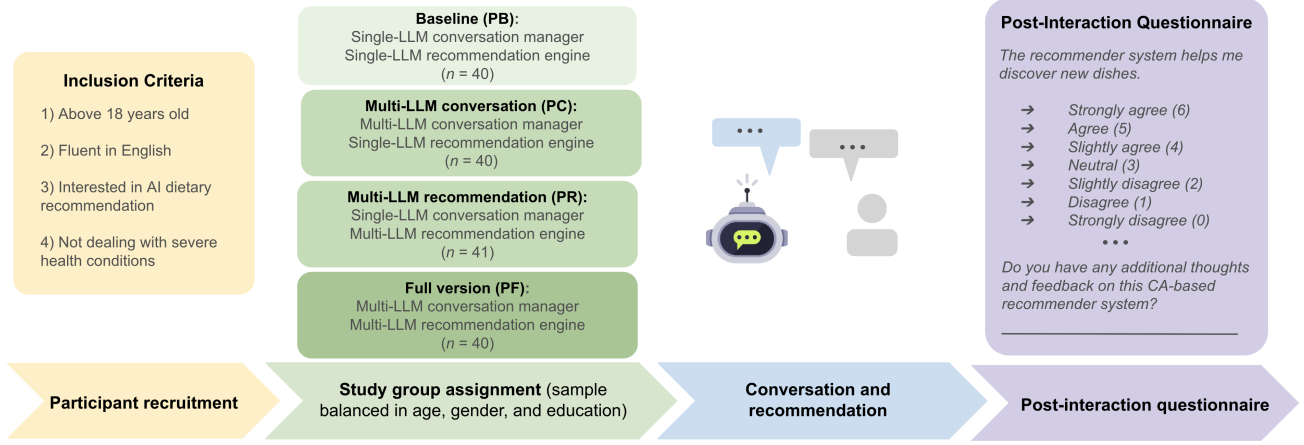 Inclusion Criteria
1) Above 18 years old
2) Fluent in English
3) Interested in AI dietary
recommendation
4) Not dealing with severe
health conditions
Baseline (PB):
Single-LLM conversation manager
Single-LLM recommendation engine
(n = 40)
Multi-LLM conversation (PC):
Multi-LLM conversation manager
Single-LLM recommendation engine
(n = 40)
Multi-LLM recommendation (PR):
Single-LLM conversation manager
Multi-LLM recommendation engine
(n = 41)
Full version (PF):
Multi-LLM conversation manager
Multi-LLM recommendation engine
(n = 40)
Post-Interaction Questionnaire
The recommender system helps me
discover new dishes.
➔ Strongly agree (6)
➔ Agree (5)
➔ Slightly agree (4)
➔ Neutral (3)
➔ Slightly disagree (2)
➔ Disagree (1)
➔ Strongly disagree (0)
Do you have any additional thoughts
and feedback on this CA-based
recommender system?
Participant recruitment
Study group assignment (sample
balanced in age, gender, and education)
Conversation and
recommendation
Post-interaction questionnaire